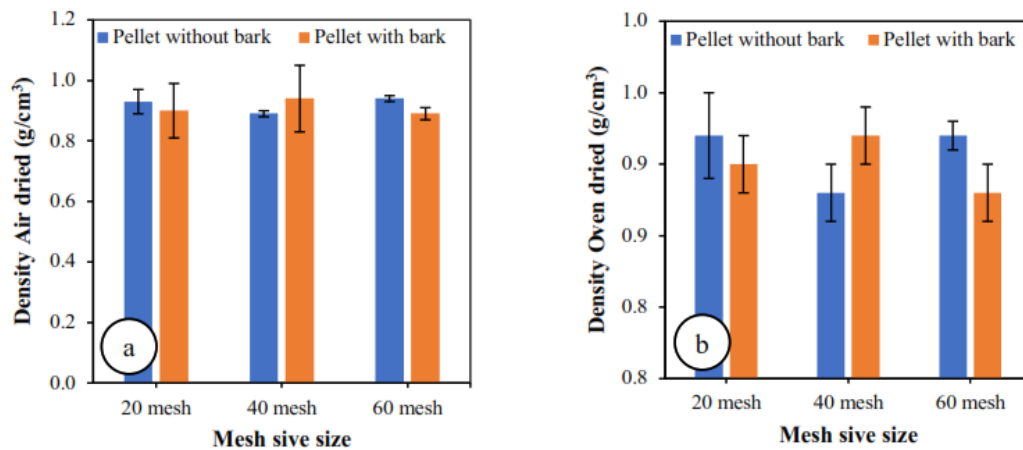 Density Air dried (g/cm³)
1.2
1.0
0.8
0.6
0.4
0.2
0.0
Pellet without bark Pellet with bark
a
20 mesh 40 mesh 60 mesh
Mesh sive size
Density Oven dried (g/cm³)
1.0
1.0
0.9
0.9
0.8
0.8
Pellet without bark Pellet with bark
b
20 mesh 40 mesh 60 mesh
Mesh sive size